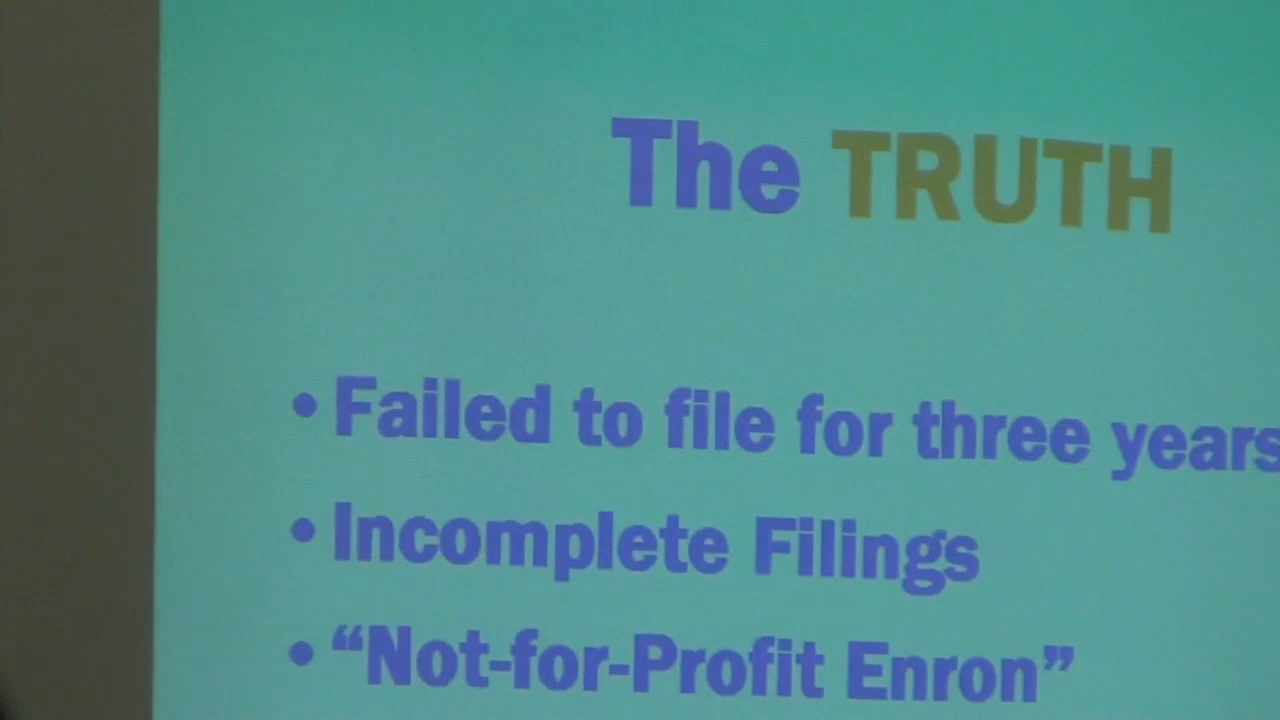 The TRUTH
• Failed to file for three years
• Incomplete Filings
• “Not-for-Profit Enron”